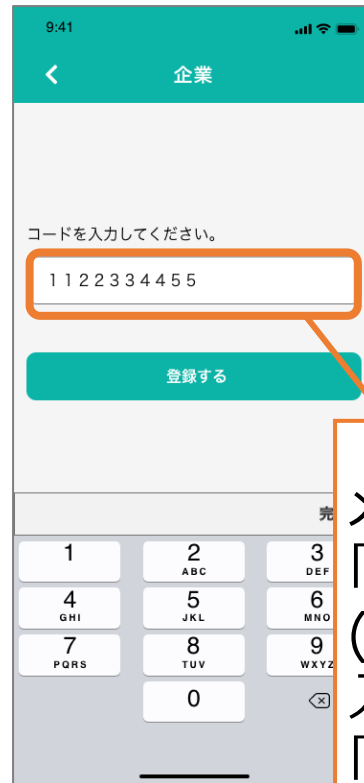 9:41
企業
コードを入力してください。
1122334455
登録する
完
1 2 3
ABC DEF
4 5 6
GHI JKL MNO
7 8 9
PQRS TUV WXYZ
0